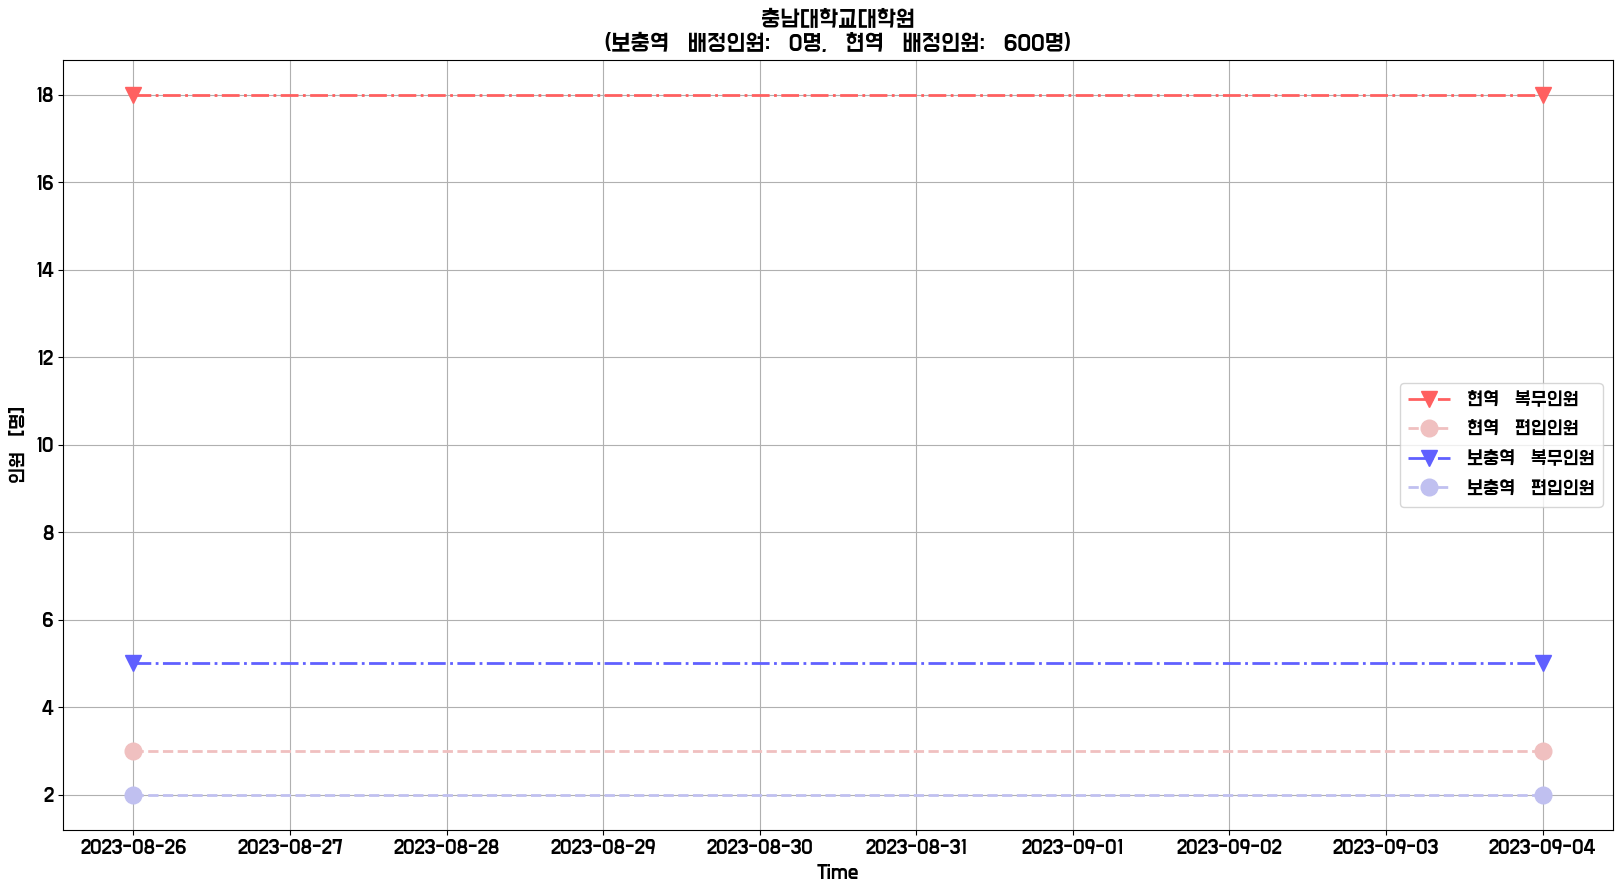 충남대학교대학원
(보충역 배정인원: 0명, 현역 배정인원: 600명)
18
16
14
12
10
8
6
4
2
인원 [명]
현역 복무인원
현역 편입인원
보충역 복무인원
보충역 편입인원
2023-08-26 2023-08-27 2023-08-28 2023-08-29 2023-08-30 2023-08-31 2023-09-01 2023-09-02 2023-09-03 2023-09-04
Time